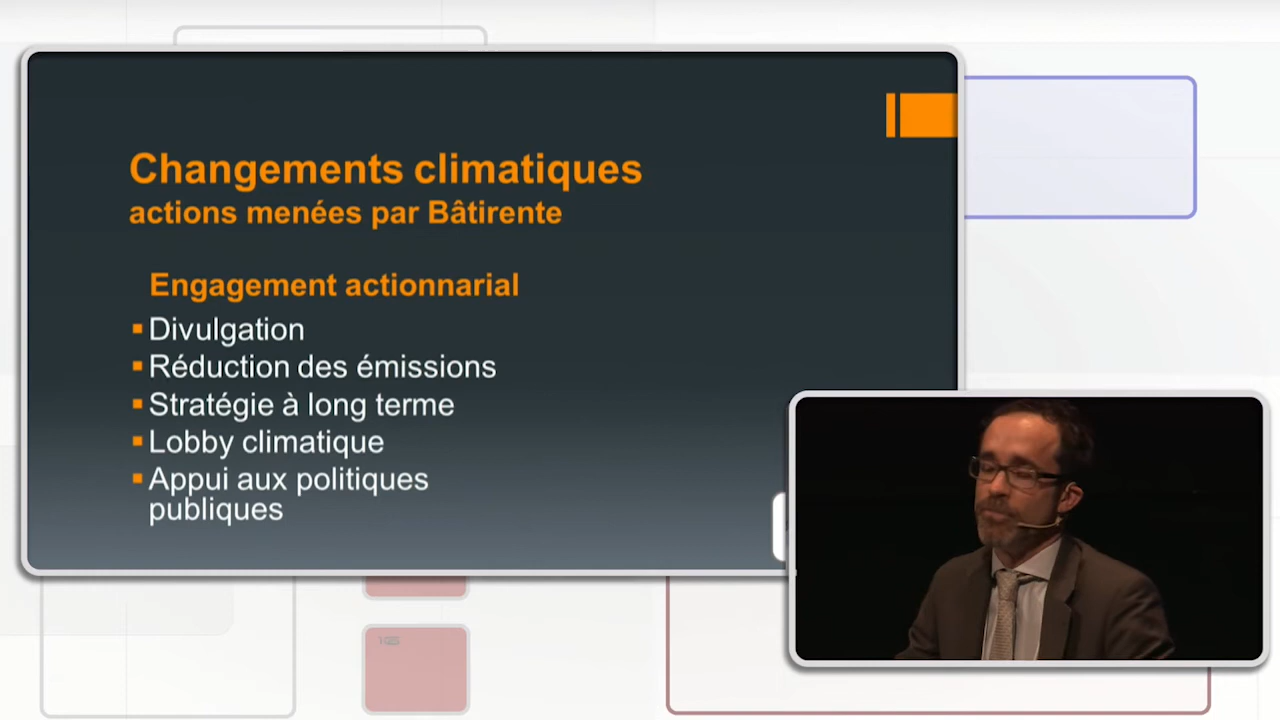 Changements climatiques
actions menées par Bâtirente
Engagement actionnarial
Divulgation
Réduction des émissions
Stratégie à long terme
Lobby climatique
Appui aux politiques
publiques